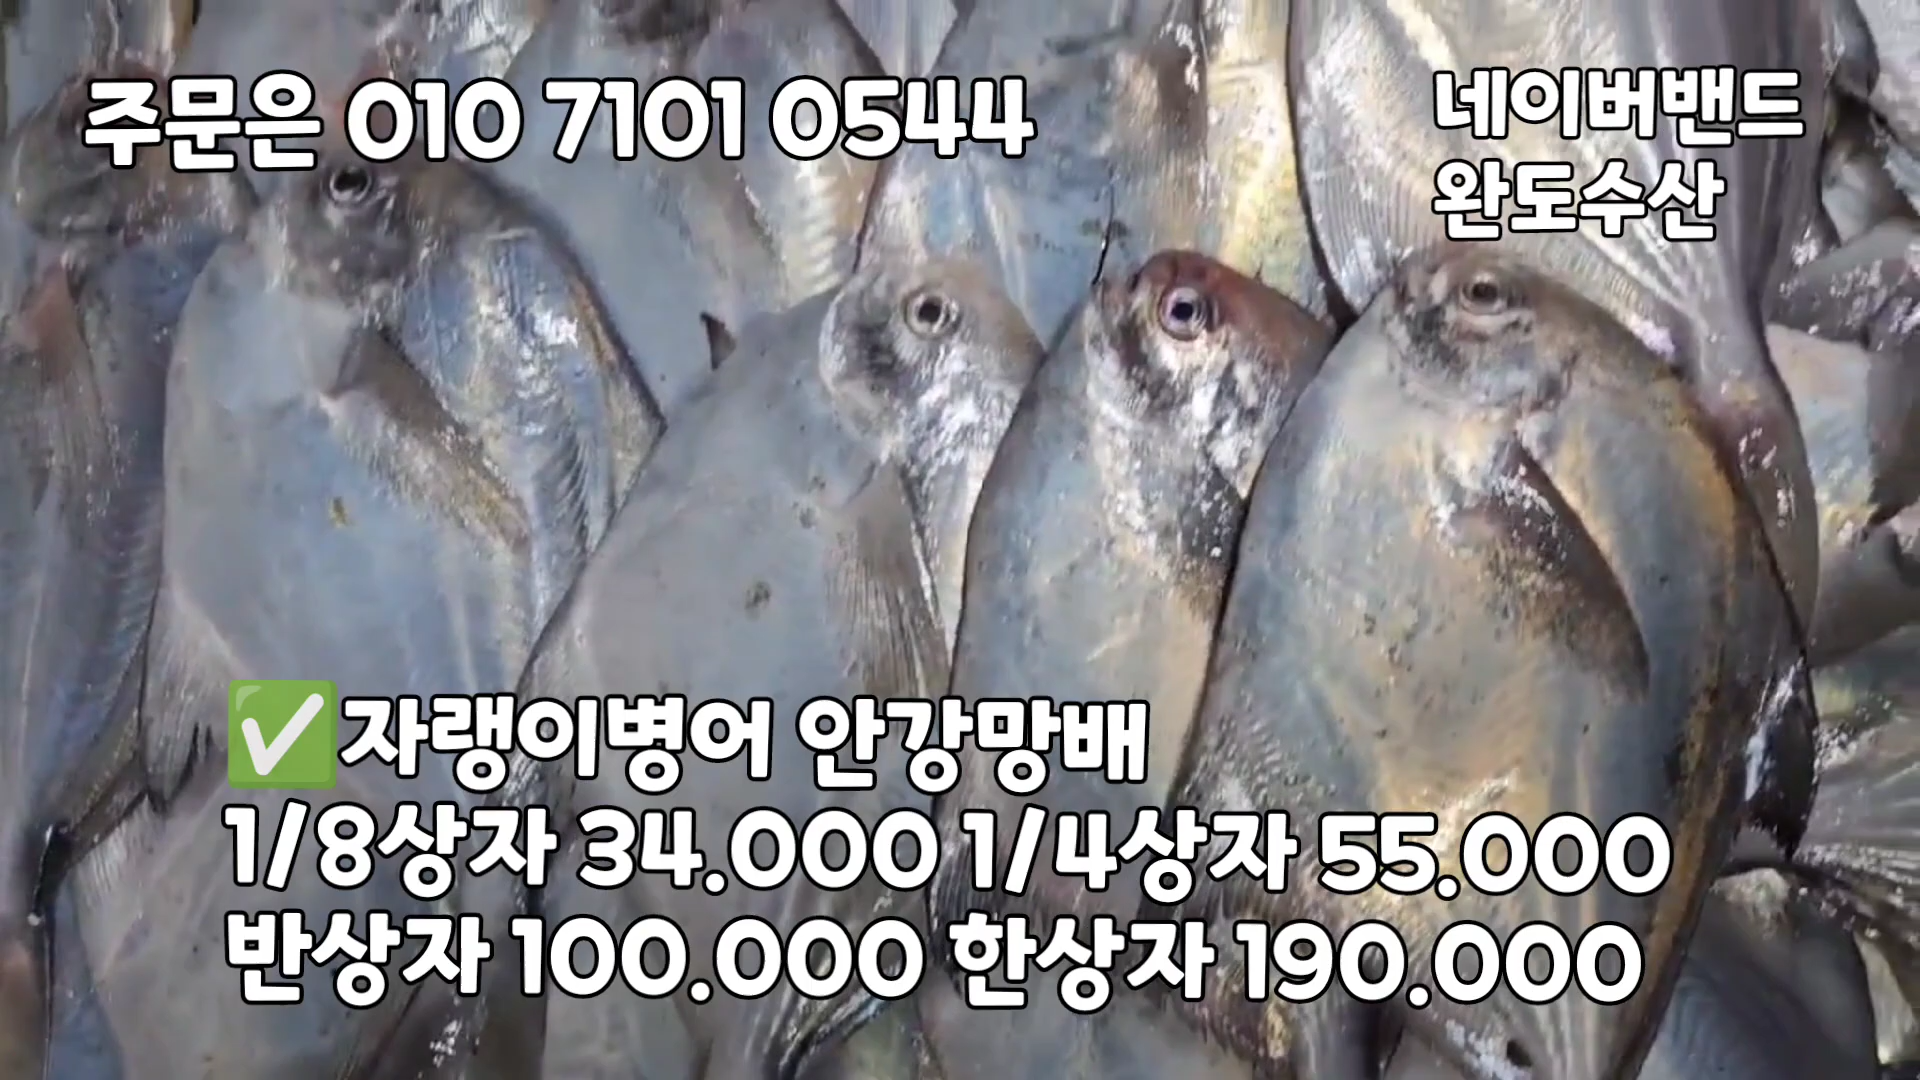 주문은 010 7101 0544
네이버밴드
완도수산
✅자랭이병어 안강망배
1/8상자 34.000 1/4상자 55.000
반상자 100.000 한상자 190.000